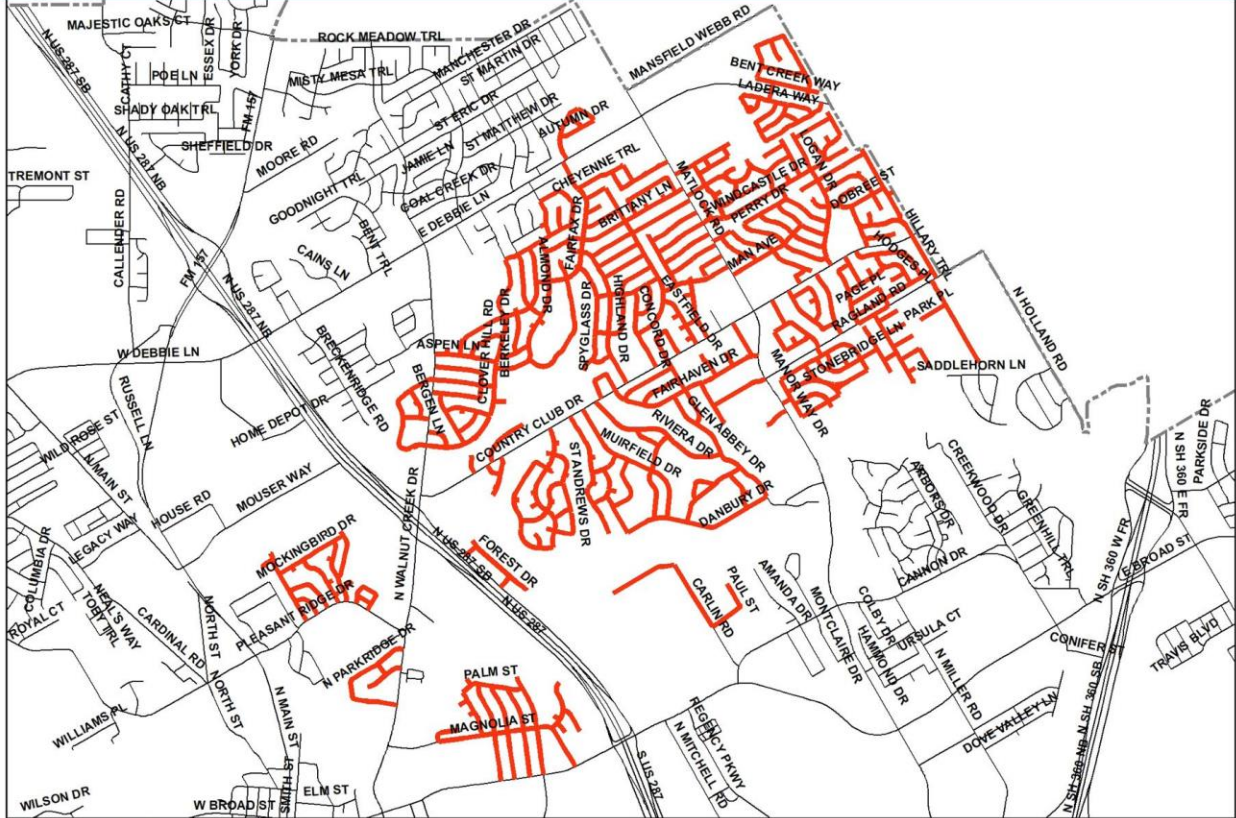 MAJESTIC OAKS CT
ESSEX DR
YORK DR
ROCK MEADOW TRL
MANCHESTER DR
ST MARTIN DR
MANSFIELD WEBB RD
N US 287 SB
CATHY CT
POE LN
MISTY MESA TRL
BENT CREEK WAY
LADERA WAY
SHADY OAK TRL
FM 157
ST ERIC DR
ST MATTHEW DR
AUTUMN DR
N US 287 NB
SHEFFIELD DR
MOORE RD
JAMIE LN
CHEYENNE TRL
LOGAN DR
TREMONT ST
GOODNIGHT TRL
COAL CREEK DR
MATLOCK RD
WINDCASTLE DR
DOBREE ST
CALLENDER RD
E DEBBIE LN
FAIRFAX DR
BRITTANY LN
PERRY DR
HILLARY TRL
BENT TRL
CAINS LN
ALMOND DR
MAN AVE
HODGES PL
FM 157
N US 287 NB
SPYGLASS DR
HIGHLAND DR
CONCORD DR
EASTFIELD DR
PAGE PL
RAGLAND RD
PARK PL
N HOLLAND RD
W DEBBIE LN
BRECKENRIDGE RD
ASPEN LN
CLOVER HILL RD
BERKELEY DR
FAIRHAVEN DR
MANOR WAY DR
STONEBRIDGE LN
SADDLEHORN LN
RUSSELL LN
HOME DEPOT DR
BERGEN LN
COUNTRY CLUB DR
RIVIERA DR
GLEN ABBEY DR
WILD ROSE ST
N MAIN ST
MUIRFIELD DR
ST ANDREWS DR
ARBORS DR
CREEKWOOD DR
GREENHILL TRL
N SH 360 E FR
PARKSIDE DR
HOUSE RD
MOUSER WAY
LEGACY WAY
N WALNUT CREEK DR
DANBURY DR
N SH 360 W FR
E BROAD ST
COLUMBIA DR
MOCKINGBIRD DR
N US 287 SB
FOREST DR
CANNON DR
ROYAL CT
NEAL'S WAY
TOBY TRL
CARDINAL RD
NORTH ST
PLEASANT RIDGE DR
N US 287
CARLIN RD
PAUL ST
AMANDA DR
MONTCLAIRE DR
COLBY DR
HAMMOND DR
URSULA CT
CONIFER ST
TRAVIS BLVD
N PARKRIDGE DR
PALM ST
N MILLER RD
WILLIAMS PL
NORTH ST
N MAIN ST
MAGNOLIA ST
REGENCY PKWY
N MITCHELL RD
DOVE VALLEY LN
N SH 360 SB
N SH 360 NB
WILSON DR
W BROAD ST
SMITH ST
ELM ST
S US 287